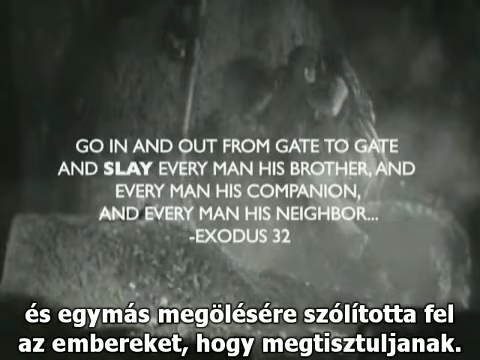 GO IN AND OUT FROM GATE TO GATE
AND SLAY EVERY MAN HIS BROTHER, AND
EVERY MAN HIS COMPANION,
AND EVERY MAN HIS NEIGHBOR...
-EXODUS 32
és egymás megölésére szólította fel
az embereket, hogy megtisztuljanak.